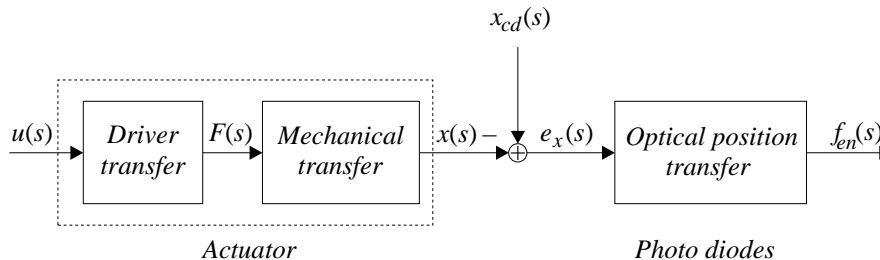 x_cd(s)
u(s)
Driver
transfer
F(s)
Mechanical
transfer
x(s) –
e_x(s)
Optical position
transfer
f_en(s)
Actuator
Photo diodes